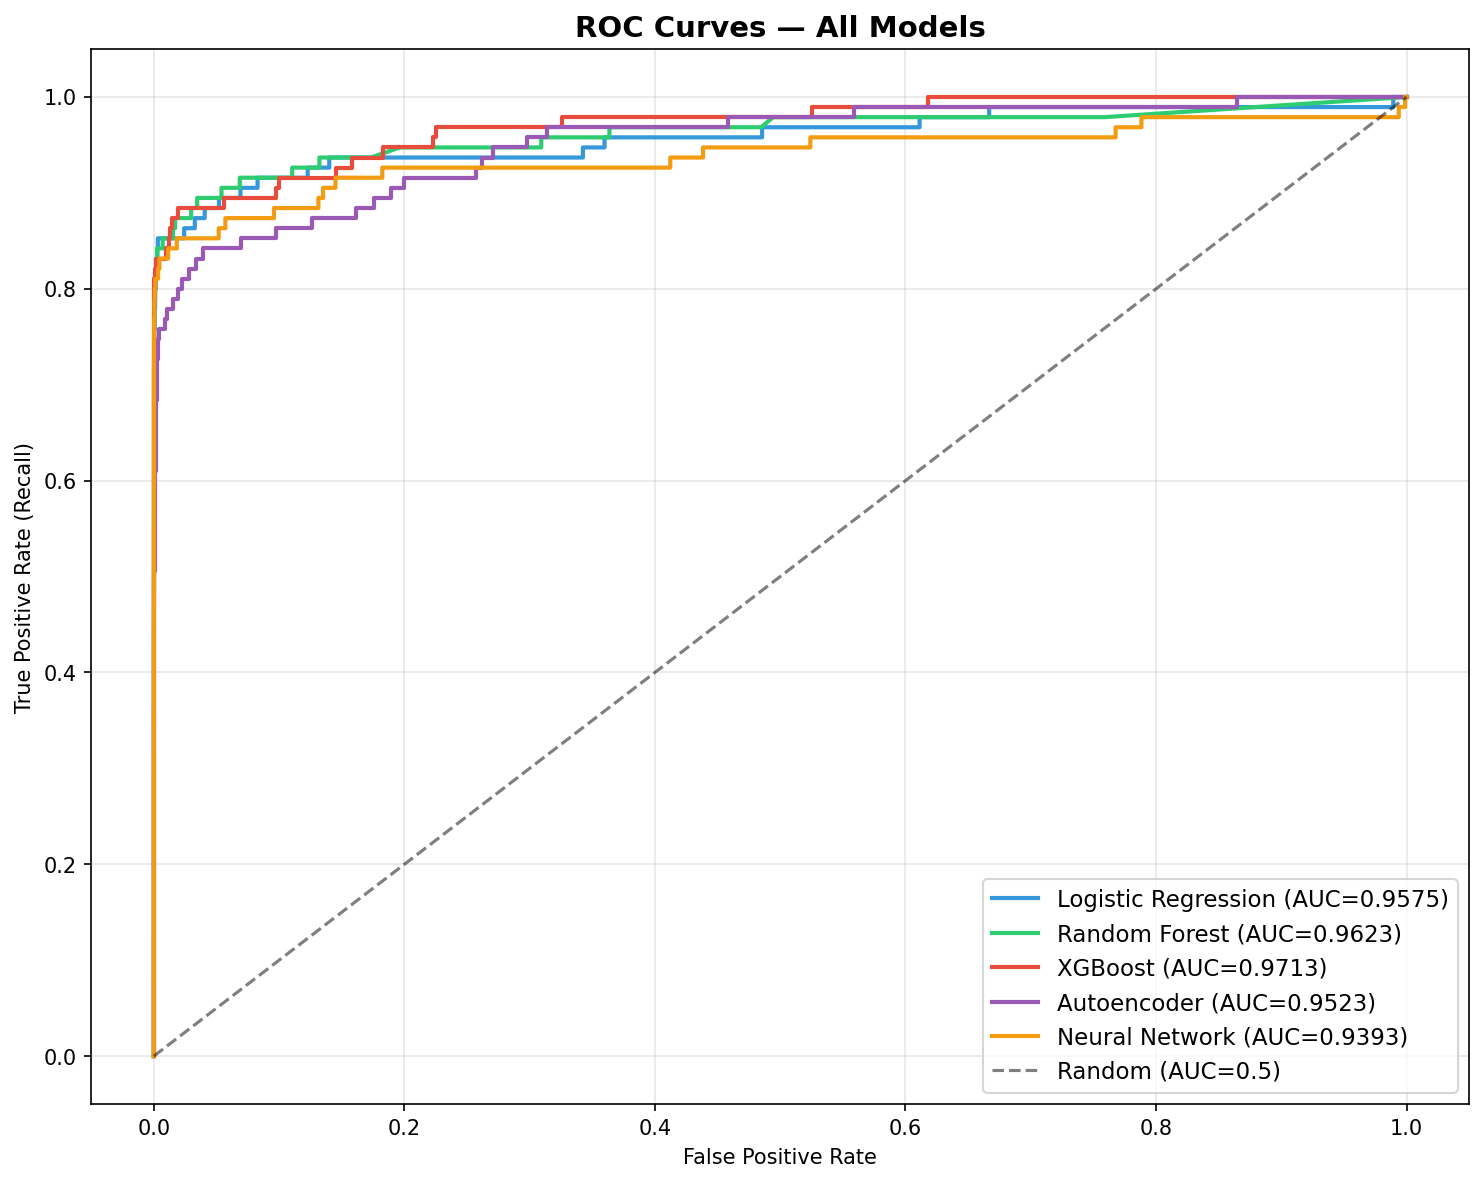 ROC Curves — All Models
True Positive Rate (Recall)
1.0
0.8
0.6
0.4
0.2
0.0
Logistic Regression (AUC=0.9575)
Random Forest (AUC=0.9623)
XGBoost (AUC=0.9713)
Autoencoder (AUC=0.9523)
Neural Network (AUC=0.9393)
Random (AUC=0.5)
0.0 0.2 0.4 0.6 0.8 1.0
False Positive Rate